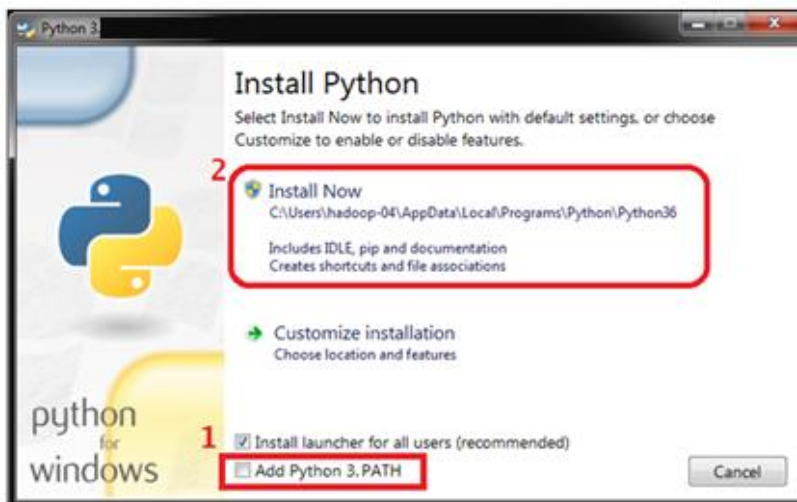 Python 3.
Install Python
Select Install Now to install Python with default settings, or choose
Customize to enable or disable features.
2
Install Now
C:\Users\hadoop-04\AppData\Local\Programs\Python\Python36
Includes IDLE, pip and documentation
Creates shortcuts and file associations
Customize installation
Choose location and features
python
for
windows
1
Install launcher for all users (recommended)
Add Python 3.PATH
Cancel